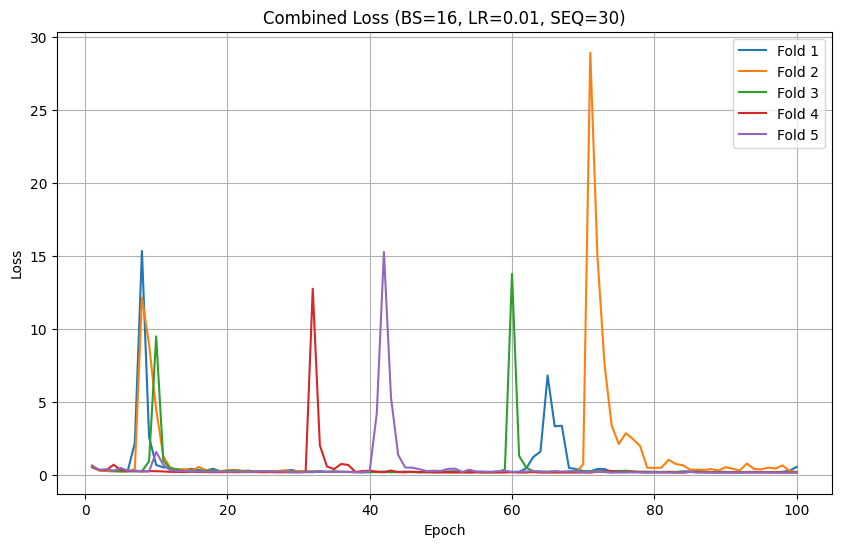 Combined Loss (BS=16, LR=0.01, SEQ=30)
30
25
20
15
10
5
0
Loss
0 20 40 60 80 100
Epoch
Fold 1
Fold 2
Fold 3
Fold 4
Fold 5